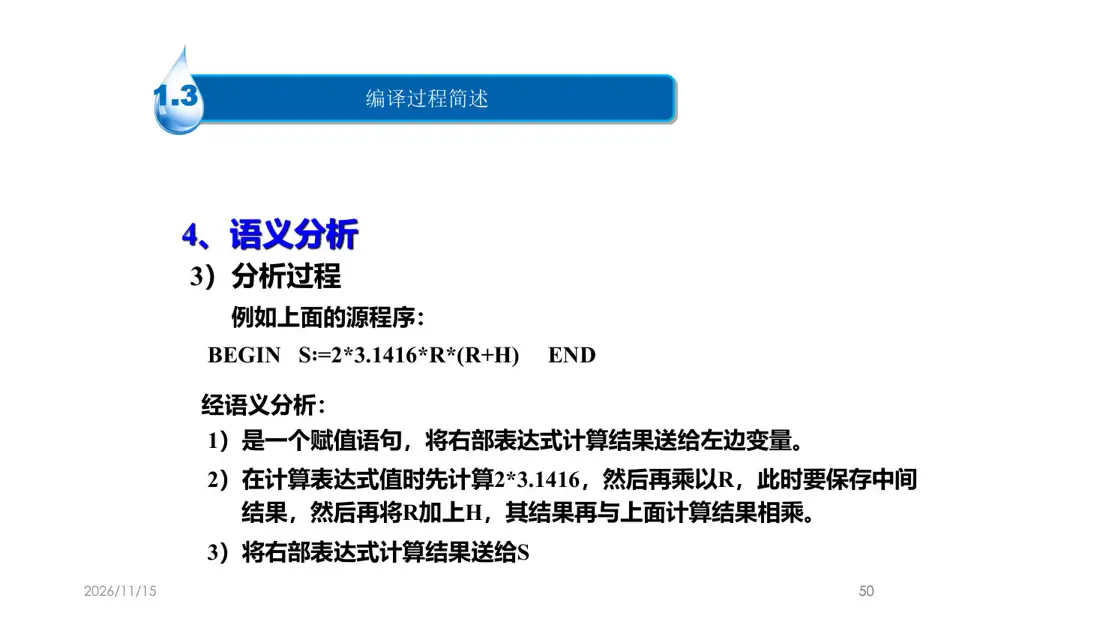 1.3
编译过程简述
4、语义分析
3）分析过程
例如上面的源程序：
BEGIN S:=2*3.1416*R*(R+H) END
经语义分析：
1）是一个赋值语句，将右部表达式计算结果送给左边变量。
2）在计算表达式值时先计算2*3.1416，然后再乘以R，此时要保存中间
结果，然后再将R加上H，其结果再与上面计算结果相乘。
3）将右部表达式计算结果送给S
2026/11/15
50